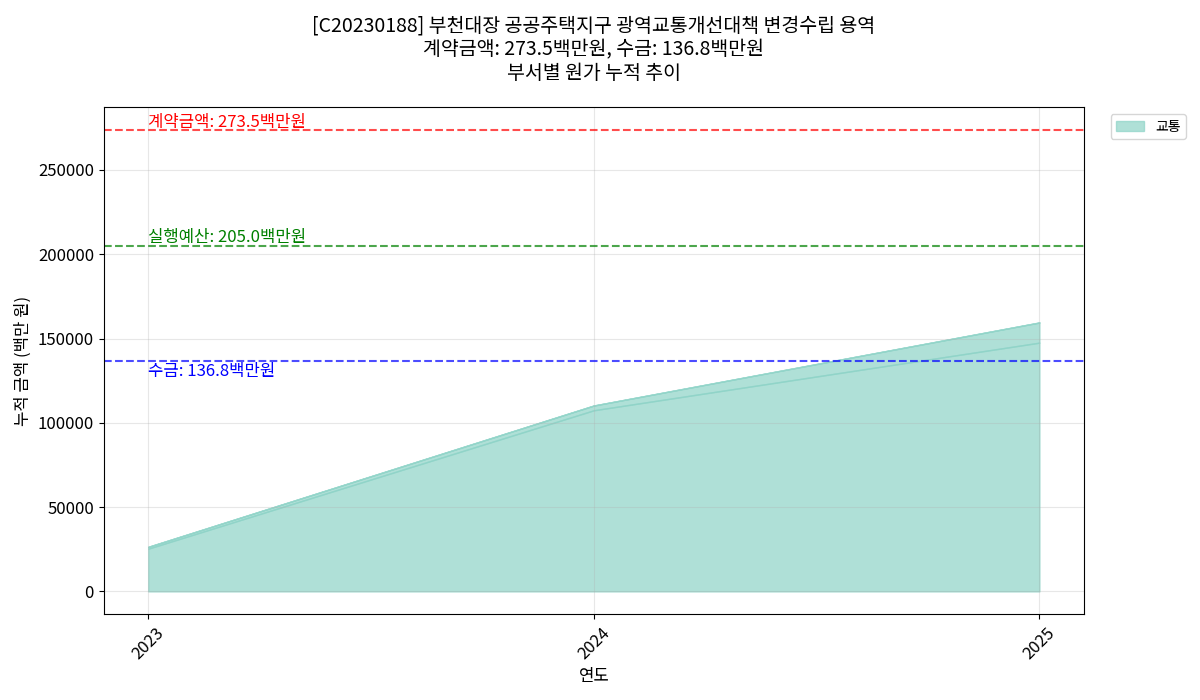 [C20230188] 부천대장 공공주택지구 광역교통개선대책 변경수립 용역
계약금액: 273.5백만원, 수금: 136.8백만원
부서별 원가 누적 추이
계약금액: 273.5백만원
교통
250000
실행예산: 205.0백만원
200000
누적 금액 (백만 원)
150000
수금: 136.8백만원
100000
50000
0
2023
2024
2025
연도